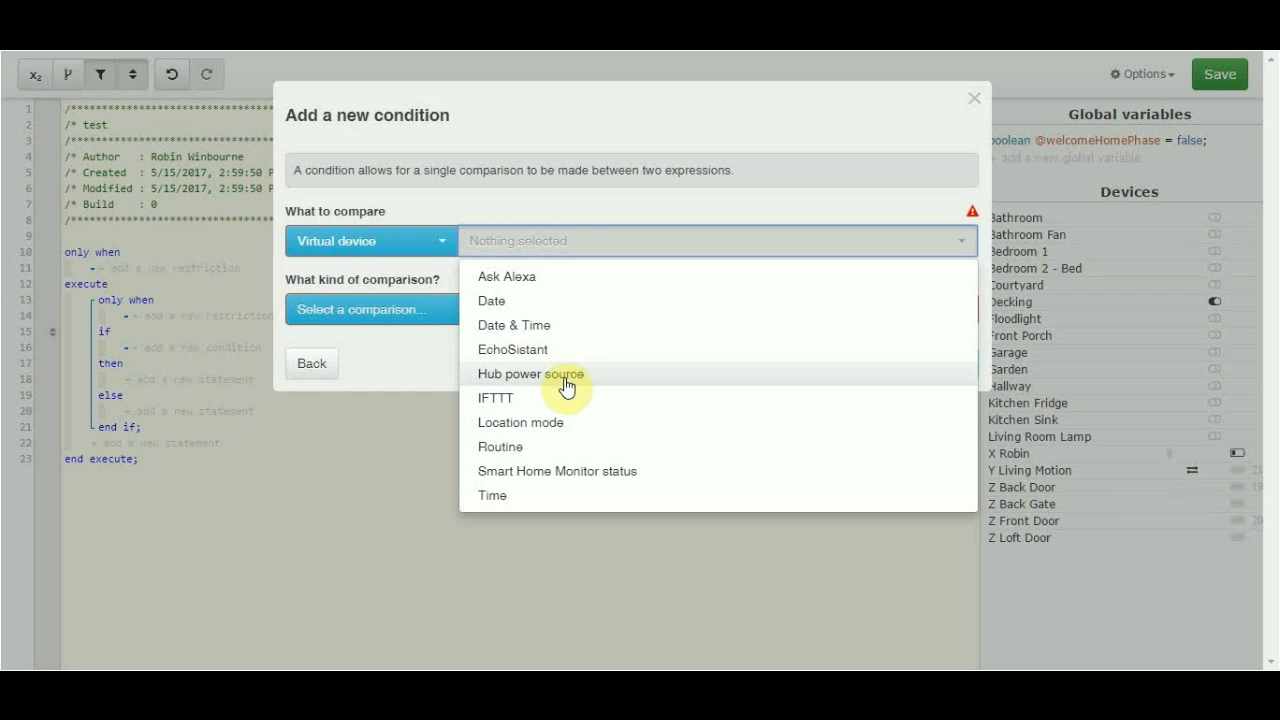 x₂
Options
Save
1 /**********************************
2 /* test
3 /**********************************
4 /* Author : Robin Winbourne
5 /* Created : 5/15/2017, 2:59:50 P
6 /* Modified : 5/15/2017, 2:59:50 P
7 /* Build : 0
8 /**********************************
9
10 only when
11 + add a new restriction
12 execute
13 only when
14 + add a new restriction
15 if
16 + add a new condition
17 then
18 + add a new statement
19 else
20 + add a new statement
21 end if;
22 + add a new statement
23 end execute;
Add a new condition
A condition allows for a single comparison to be made between two expressions.
What to compare
Virtual device
Nothing selected
What kind of comparison?
Select a comparison...
Back
Ask Alexa
Date
Date & Time
EchoSistant
Hub power source
IFTTT
Location mode
Routine
Smart Home Monitor status
Time
Global variables
boolean @welcomeHomePhase = false;
+ add a new global variable
Devices
Bathroom
Bathroom Fan
Bedroom 1
Bedroom 2 - Bed
Courtyard
Decking
Floodlight
Front Porch
Garage
Garden
Hallway
Kitchen Fridge
Kitchen Sink
Living Room Lamp
X Robin
Y Living Motion 21
Z Back Door 19
Z Back Gate
Z Front Door 20
Z Loft Door